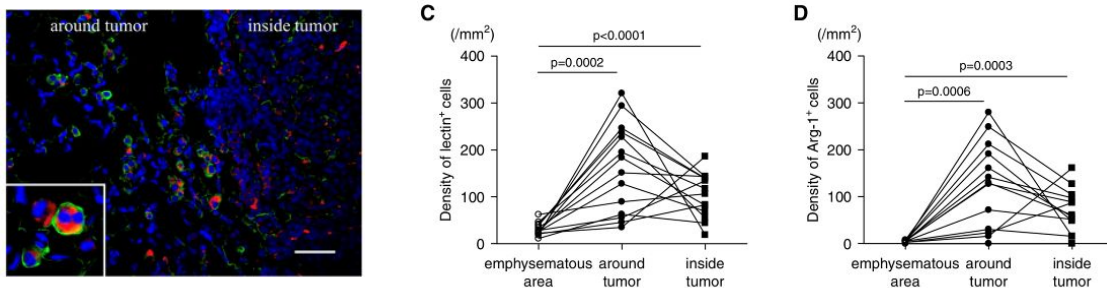 around tumor inside tumor
C
(/mm²)
p<0.0001
p=0.0002
400
300
200
100
0
Density of lectin⁺ cells
emphysematous area
around tumor
inside tumor
D
(/mm²)
p=0.0003
p=0.0006
400
300
200
100
0
Density of Arg-1⁺ cells
emphysematous area
around tumor
inside tumor